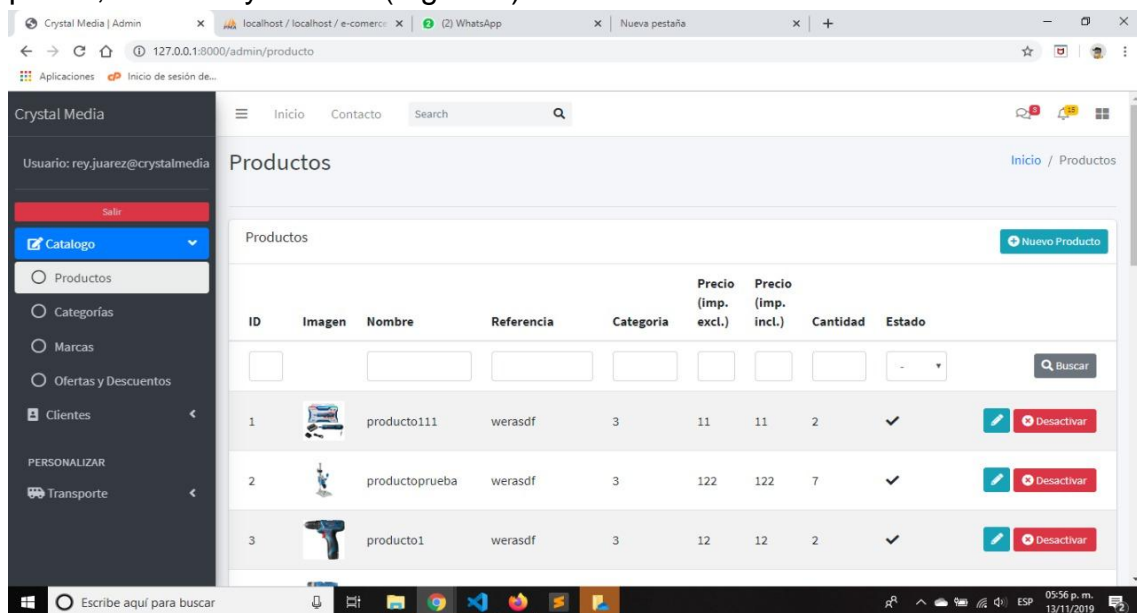 Crystal Media | Admin
localhost / localhost / e-comerc
(2) WhatsApp
Nueva pestaña
127.0.0.1:8000/admin/producto
Aplicaciones
Inicio de sesión de...
Crystal Media
Inicio Contacto Search
Usuario: rey.juarez@crystalmedia
Productos
Inicio / Productos
Salir
Catalogo
Productos
Categorías
Marcas
Ofertas y Descuentos
Clientes
PERSONALIZAR
Transporte
Productos
Nuevo Producto
ID Imagen Nombre Referencia Categoria Precio (imp. excl.) Precio (imp. incl.) Cantidad Estado
- Buscar
1 producto111 werasdf 3 11 11 2 Desactivar
2 productoprueba werasdf 3 122 122 7 Desactivar
3 producto1 werasdf 3 12 12 2 Desactivar
Escribe aquí para buscar
ESP
05:56 p. m.
13/11/2019